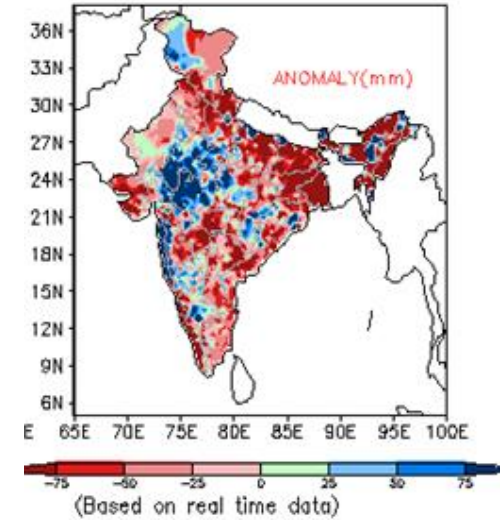 36N
33N
ANOMALY(mm)
30N
27N
24N
21N
18N
15N
12N
9N
6N
E 65E 70E 75E 80E 85E 90E 95E 100E
-75 -50 -25 0 25 50 75
(Based on real time data)